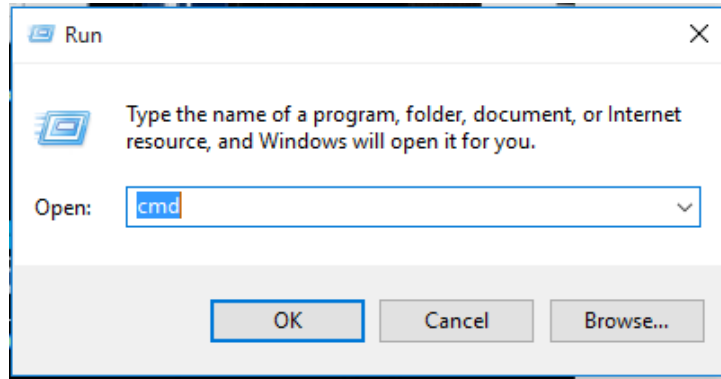 Run
Type the name of a program, folder, document, or Internet
resource, and Windows will open it for you.
Open: cmd
OK Cancel Browse...